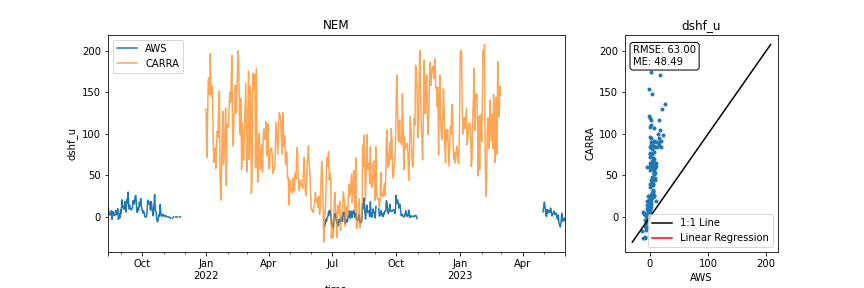 NEM
dshf_u
AWS
CARRA
200
150
100
50
0
Oct
Jan
2022
Apr
Jul
Oct
Jan
2023
Apr
dshf_u
dshf_u
RMSE: 63.00
ME: 48.49
CARRA
200
150
100
50
0
1:1 Line
Linear Regression
0
100
200
AWS